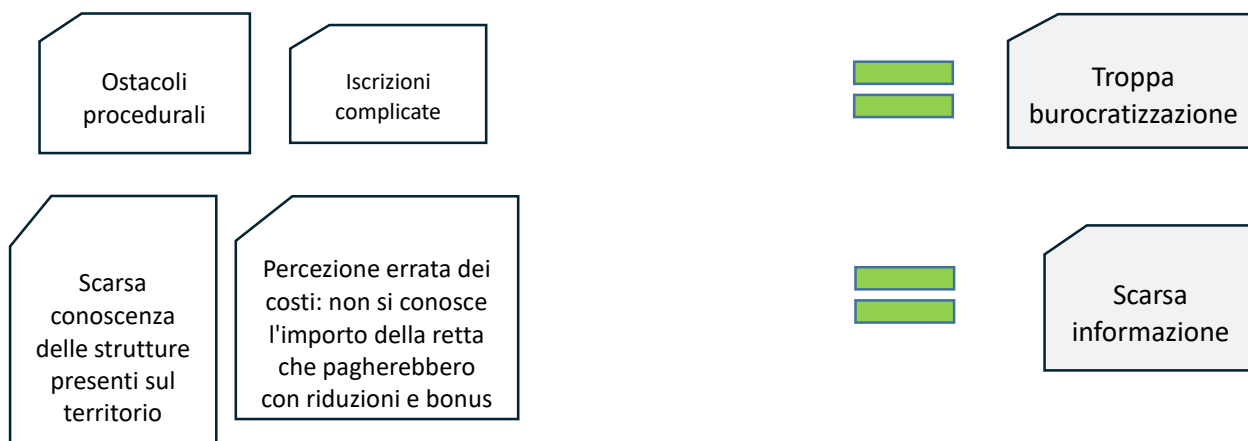 Ostacoli
procedurali
Iscrizioni
complicate
Troppa
burocratizzazione
Scarsa
conoscenza
delle strutture
presenti sul
territorio
Percezione errata dei
costi: non si conosce
l'importo della retta
che pagherebbero
con riduzioni e bonus
Scarsa
informazione